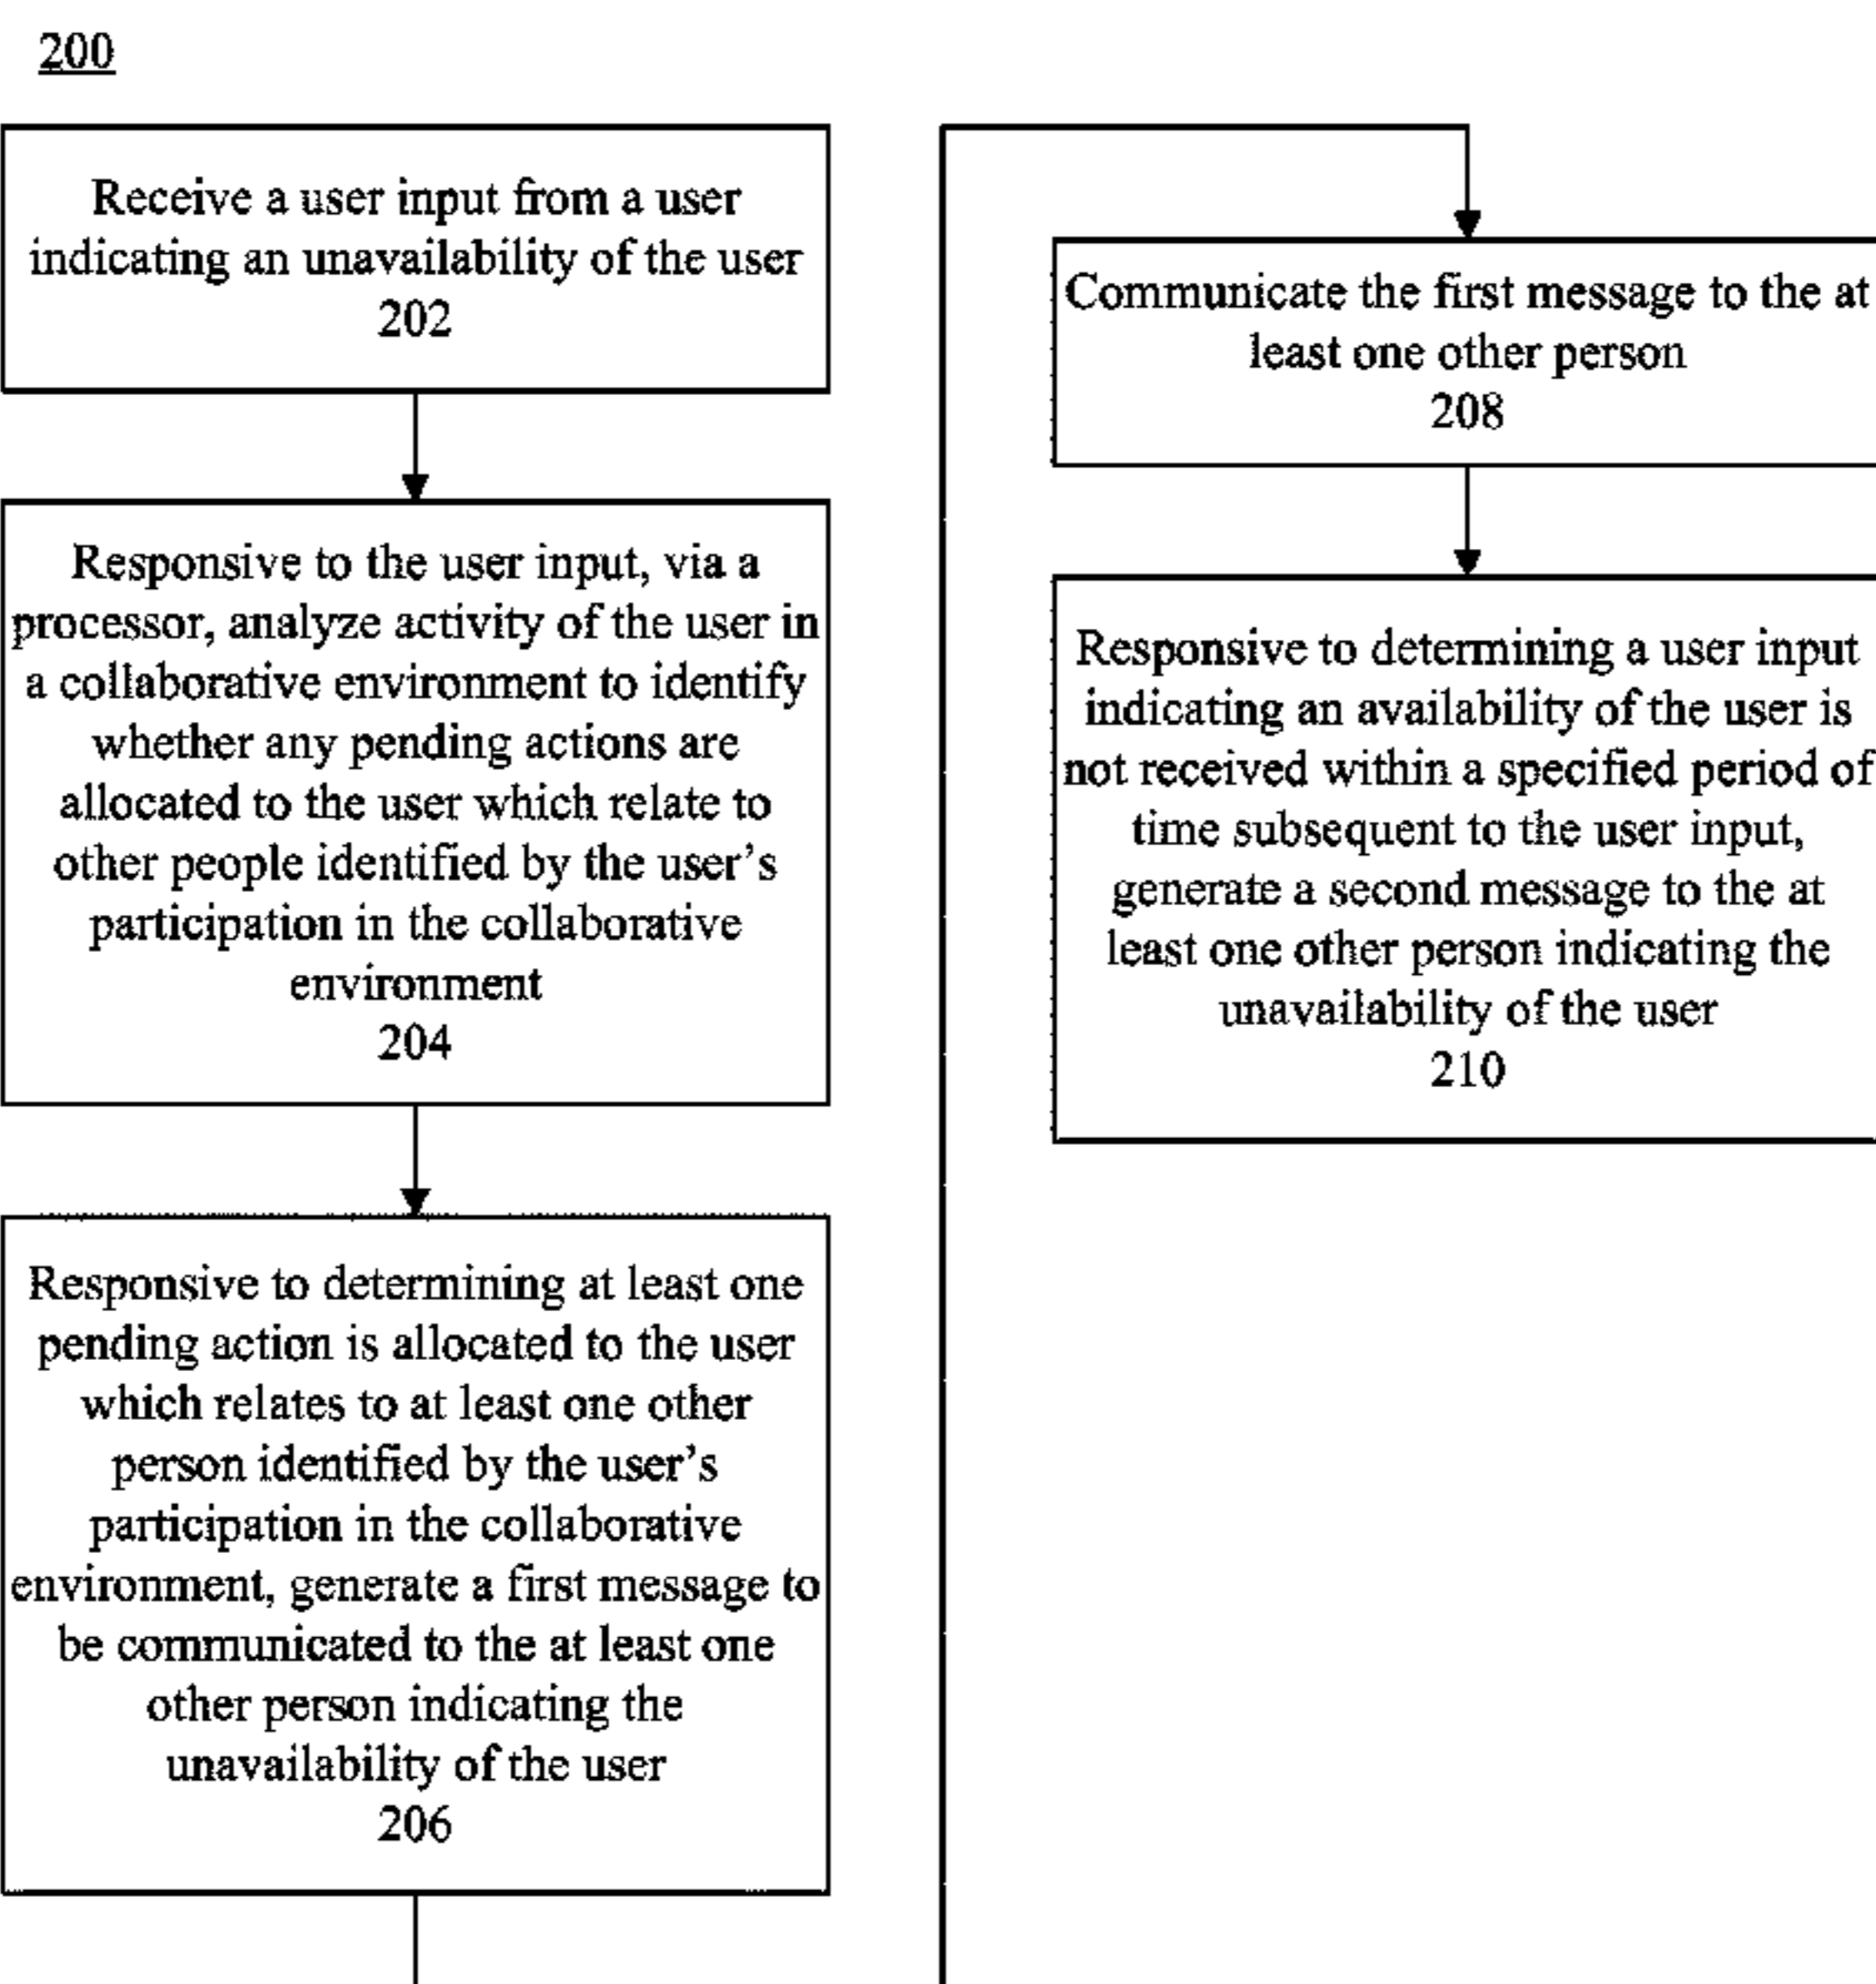 200
Receive a user input from a user
indicating an unavailability of the user
202
Responsive to the user input, via a
processor, analyze activity of the user in
a collaborative environment to identify
whether any pending actions are
allocated to the user which relate to
other people identified by the user's
participation in the collaborative
environment
204
Responsive to determining at least one
pending action is allocated to the user
which relates to at least one other
person identified by the user's
participation in the collaborative
environment, generate a first message to
be communicated to the at least one
other person indicating the
unavailability of the user
206
Communicate the first message to the at
least one other person
208
Responsive to determining a user input
indicating an availability of the user is
not received within a specified period of
time subsequent to the user input,
generate a second message to the at
least one other person indicating the
unavailability of the user
210